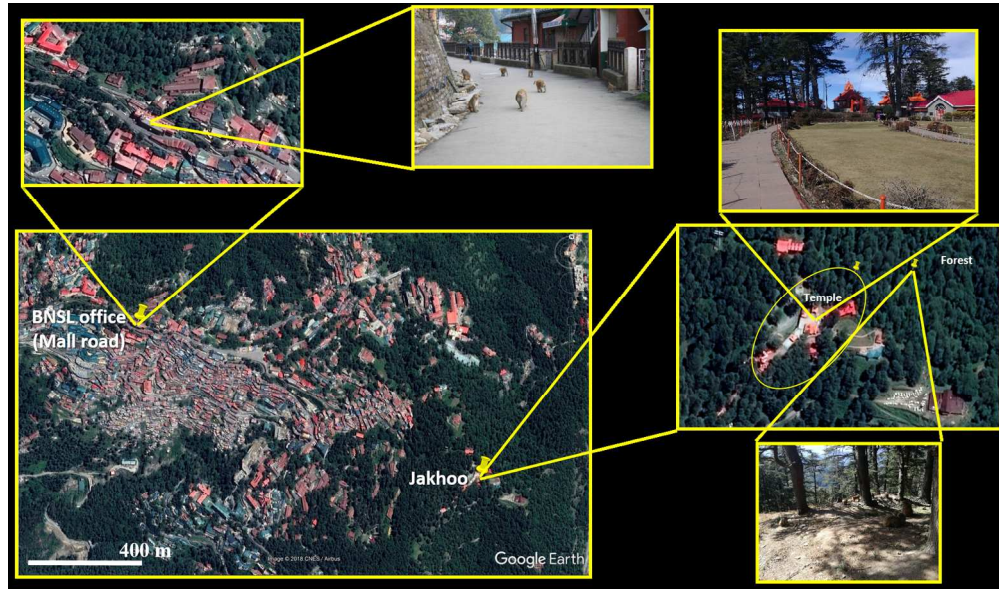 Forest
Temple
BNSL office
(Mall road)
Jakhoo
400 m
Image © 2018 CNES / Airbus
Google Earth